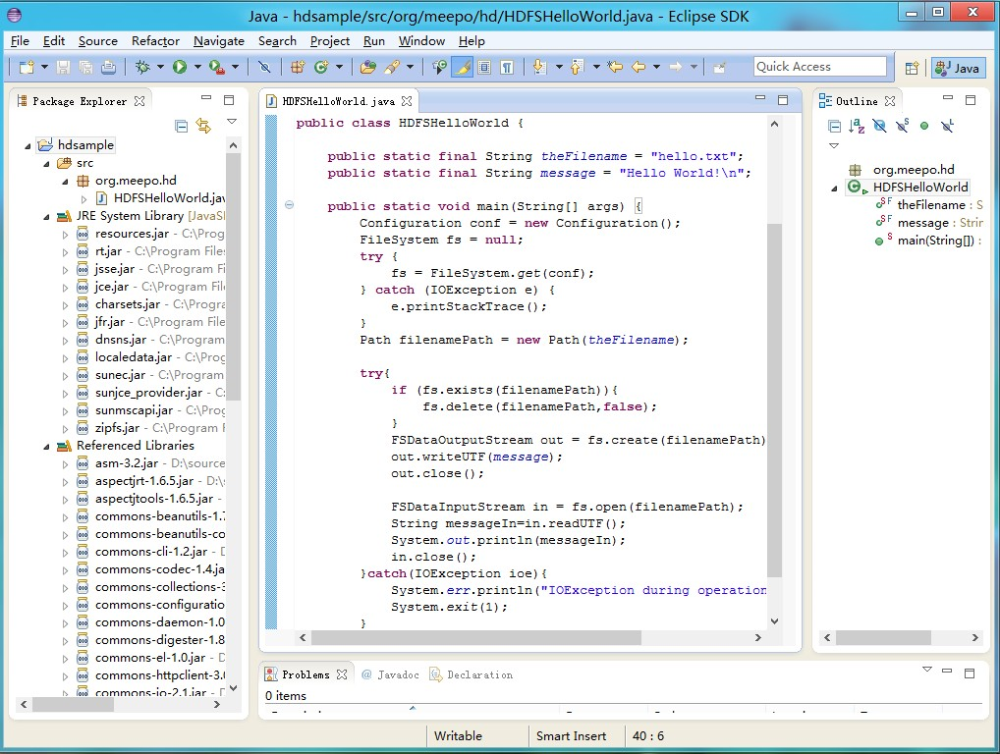 Java - hdsample/src/org/meepo/hd/HDFSHelloWorld.java - Eclipse SDK
File Edit Source Refactor Navigate Search Project Run Window Help
Quick Access
Java
Package Explorer
hdsample
src
org.meepo.hd
HDFSHelloWorld.jav
JRE System Library [JavaS
resources.jar - C:\Prog
rt.jar - C:\Program Files
jsse.jar - C:\Program Fi
jce.jar - C:\Program Fil
charsets.jar - C:\Progra
jfr.jar - C:\Program File
dnsns.jar - C:\Program
localedata.jar - C:\Prog
sunec.jar - C:\Program
sunjce_provider.jar - C:
sunmscapi.jar - C:\Prog
zipfs.jar - C:\Program F
Referenced Libraries
asm-3.2.jar - D:\source
aspectjrt-1.6.5.jar - D:\
aspectjtools-1.6.5.jar -
commons-beanutils-1.7
commons-beanutils-co
commons-cli-1.2.jar - D
commons-codec-1.4.ja
commons-collections-3
commons-configuratio
commons-daemon-1.0
commons-digester-1.8
commons-el-1.0.jar - D
commons-httpclient-3.0
commons-io-2.1.jar - D
HDFSHelloWorld.java
public class HDFSHelloWorld {
public static final String theFilename = "hello.txt";
public static final String message = "Hello World!\n";
public static void main(String[] args) {
Configuration conf = new Configuration();
FileSystem fs = null;
try {
fs = FileSystem.get(conf);
} catch (IOException e) {
e.printStackTrace();
}
Path filenamePath = new Path(theFilename);
try{
if (fs.exists(filenamePath)){
fs.delete(filenamePath,false);
}
FSDataOutputStream out = fs.create(filenamePath)
out.writeUTF(message);
out.close();
FSDataInputStream in = fs.open(filenamePath);
String messageIn=in.readUTF();
System.out.println(messageIn);
in.close();
}catch(IOException ioe){
System.err.println("IOException during operation
System.exit(1);
}
Outline
org.meepo.hd
HDFSHelloWorld
theFilename : S
message : Strin
main(String[]) :
Problems
Javadoc
Declaration
0 items
Writable
Smart Insert
40 : 6